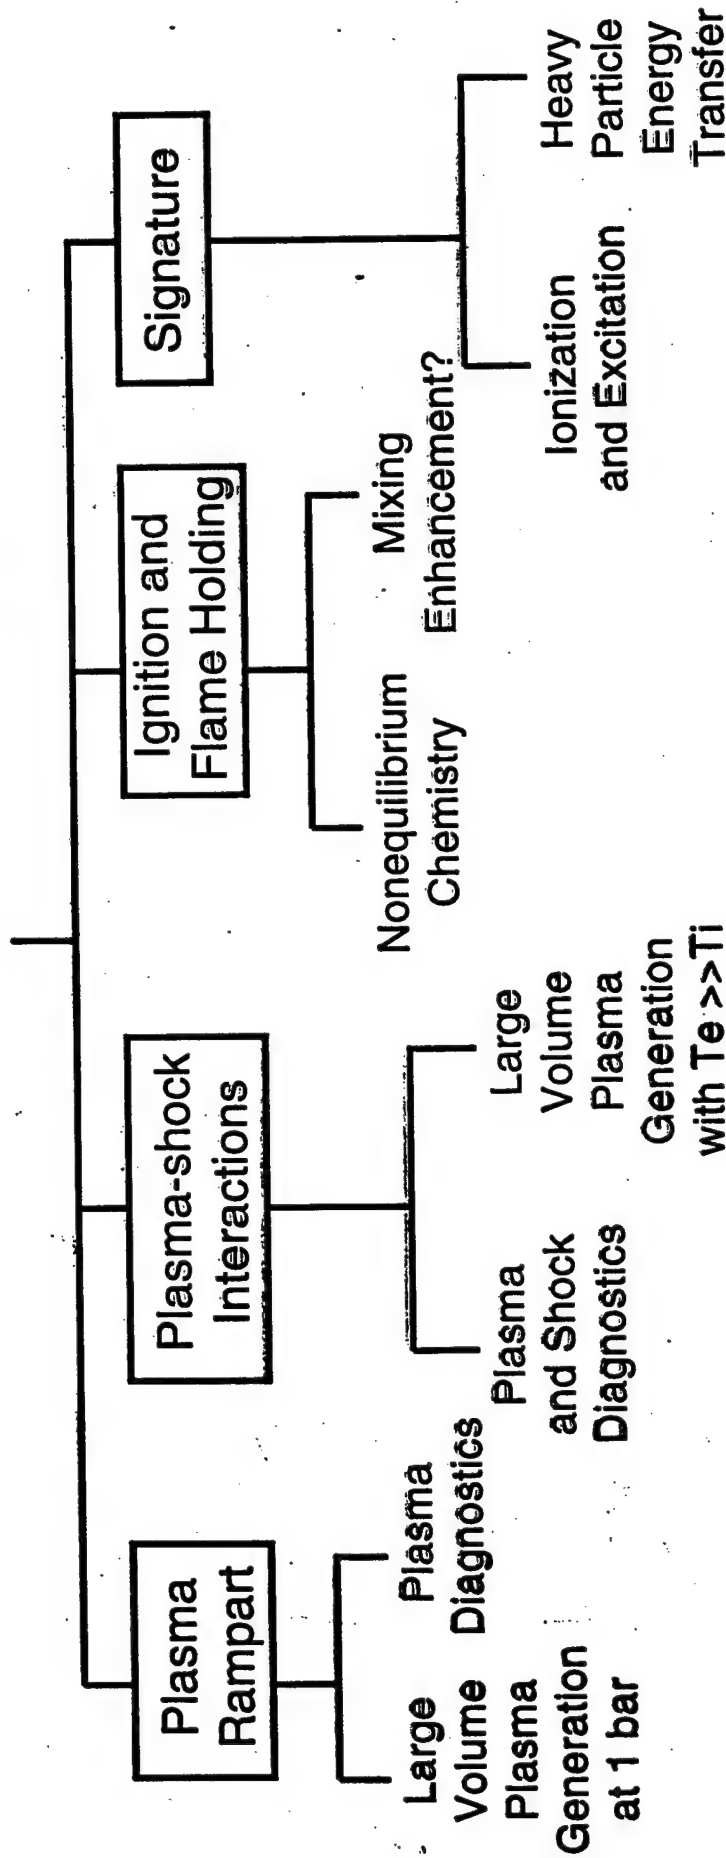 Plasma
Rampart
Large
Volume
Plasma
Generation
at 1 bar
Plasma
Diagnostics
Plasma-shock
Interactions
Plasma
and Shock
Diagnostics
Large
Volume
Plasma
Generation
with Te >>Ti
Ignition and
Flame Holding
Nonequilibrium
Chemistry
Mixing
Enhancement?
Signature
Ionization
and Excitation
Heavy
Particle
Energy
Transfer